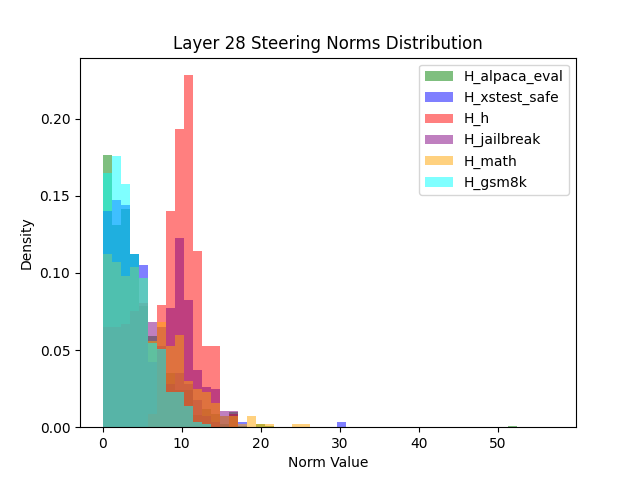 Layer 28 Steering Norms Distribution
H_alpaca_eval
H_xstest_safe
H_h
H_jailbreak
H_math
H_gsm8k
Density
0.20
0.15
0.10
0.05
0.00
0
10
20
30
40
50
Norm Value